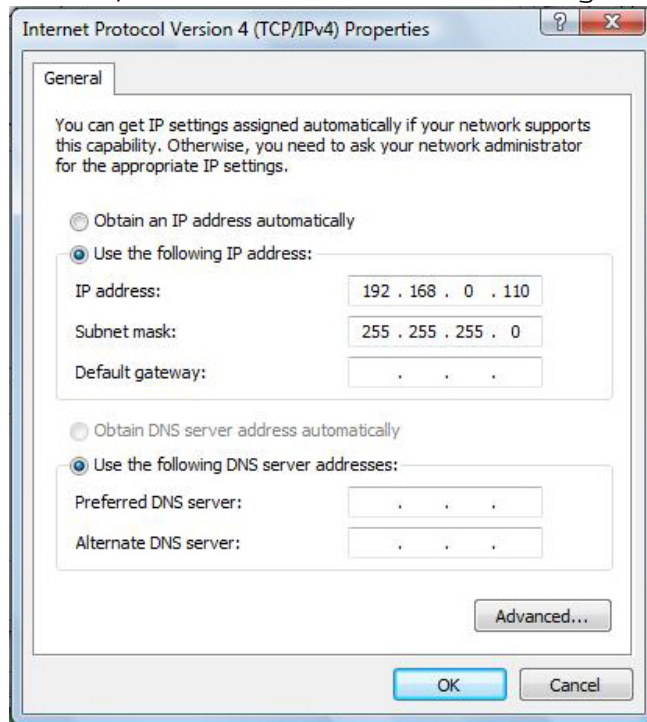 Internet Protocol Version 4 (TCP/IPv4) Properties
General
You can get IP settings assigned automatically if your network supports
this capability. Otherwise, you need to ask your network administrator
for the appropriate IP settings.
Obtain an IP address automatically
Use the following IP address:
IP address: 192 . 168 . 0 . 110
Subnet mask: 255 . 255 . 255 . 0
Default gateway: . . .
Obtain DNS server address automatically
Use the following DNS server addresses:
Preferred DNS server: . . .
Alternate DNS server: . . .
Advanced...
OK Cancel